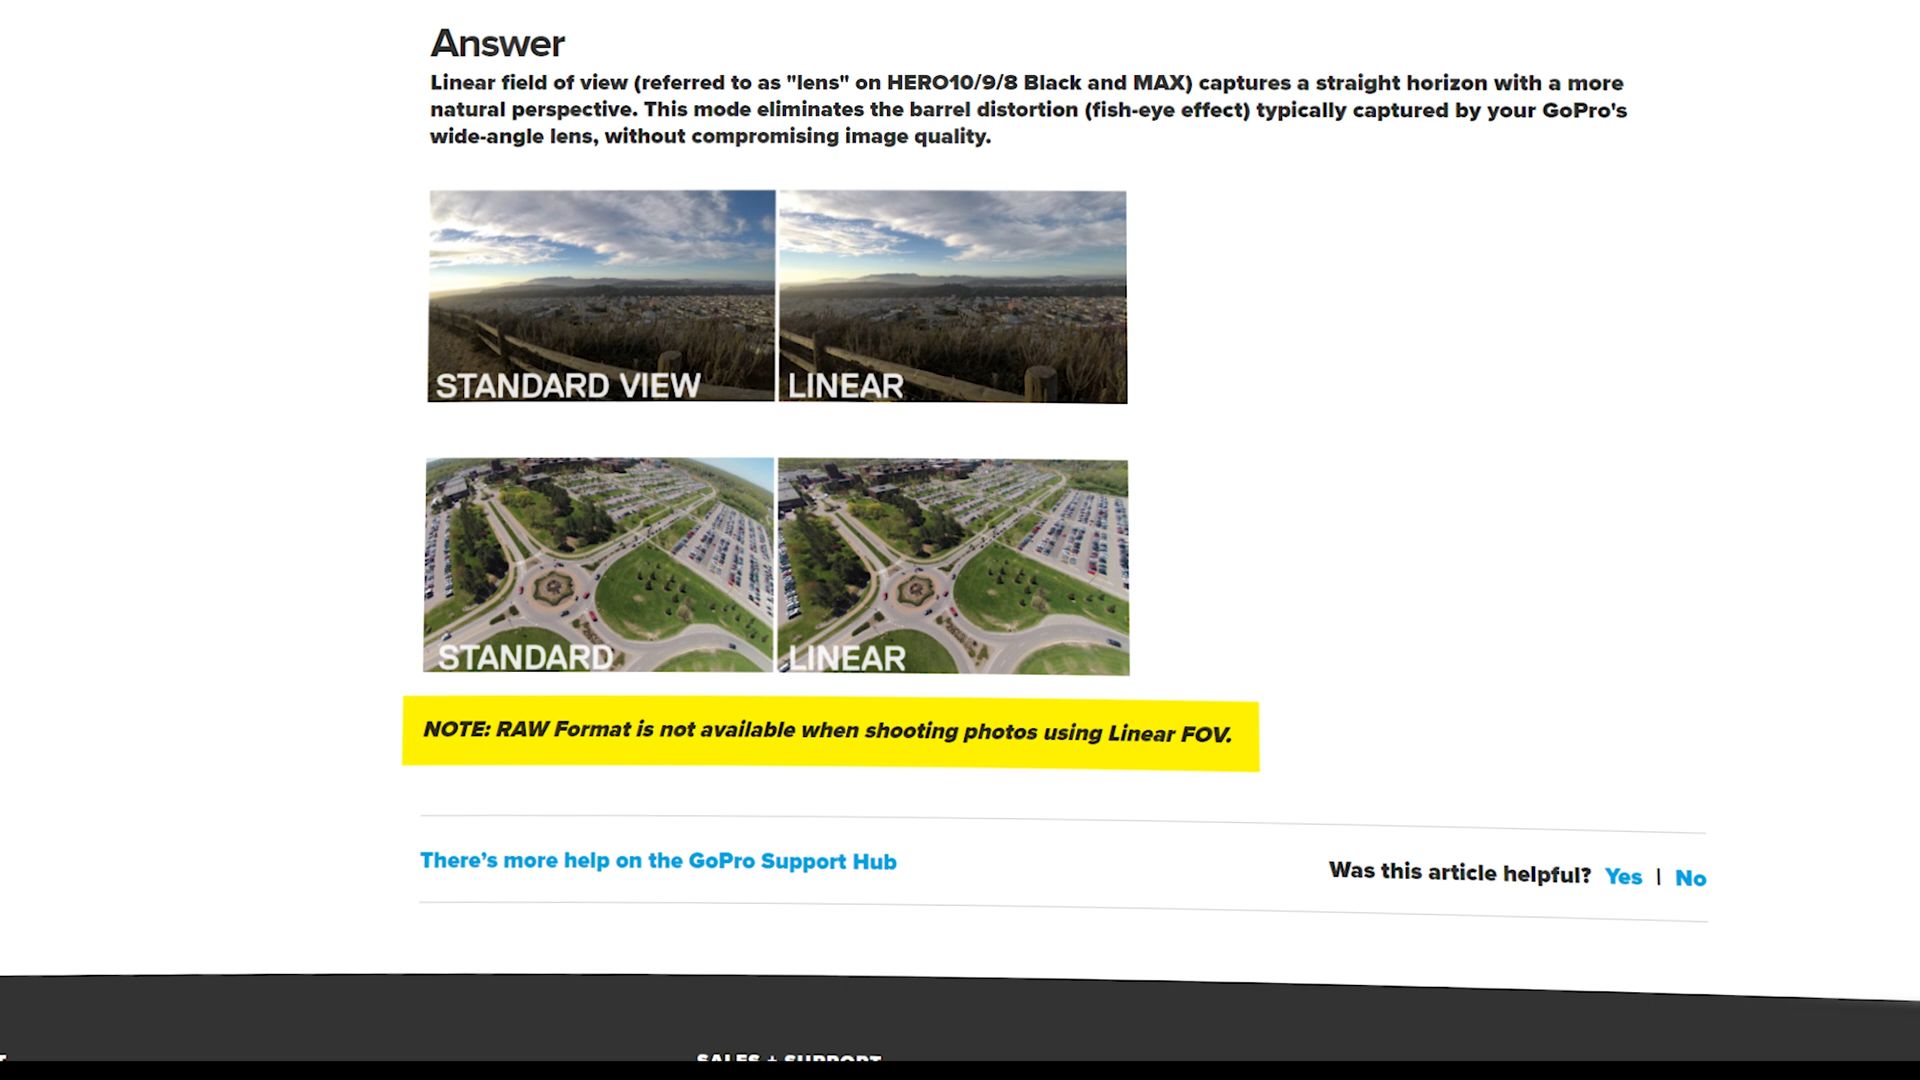 Answer
Linear field of view (referred to as "lens" on HERO10/9/8 Black and MAX) captures a straight horizon with a more
natural perspective. This mode eliminates the barrel distortion (fish-eye effect) typically captured by your GoPro's
wide-angle lens, without compromising image quality.
STANDARD VIEW
LINEAR
STANDARD
LINEAR
NOTE: RAW Format is not available when shooting photos using Linear FOV.
There's more help on the GoPro Support Hub
Was this article helpful? Yes | No
SALES + SUPPORT